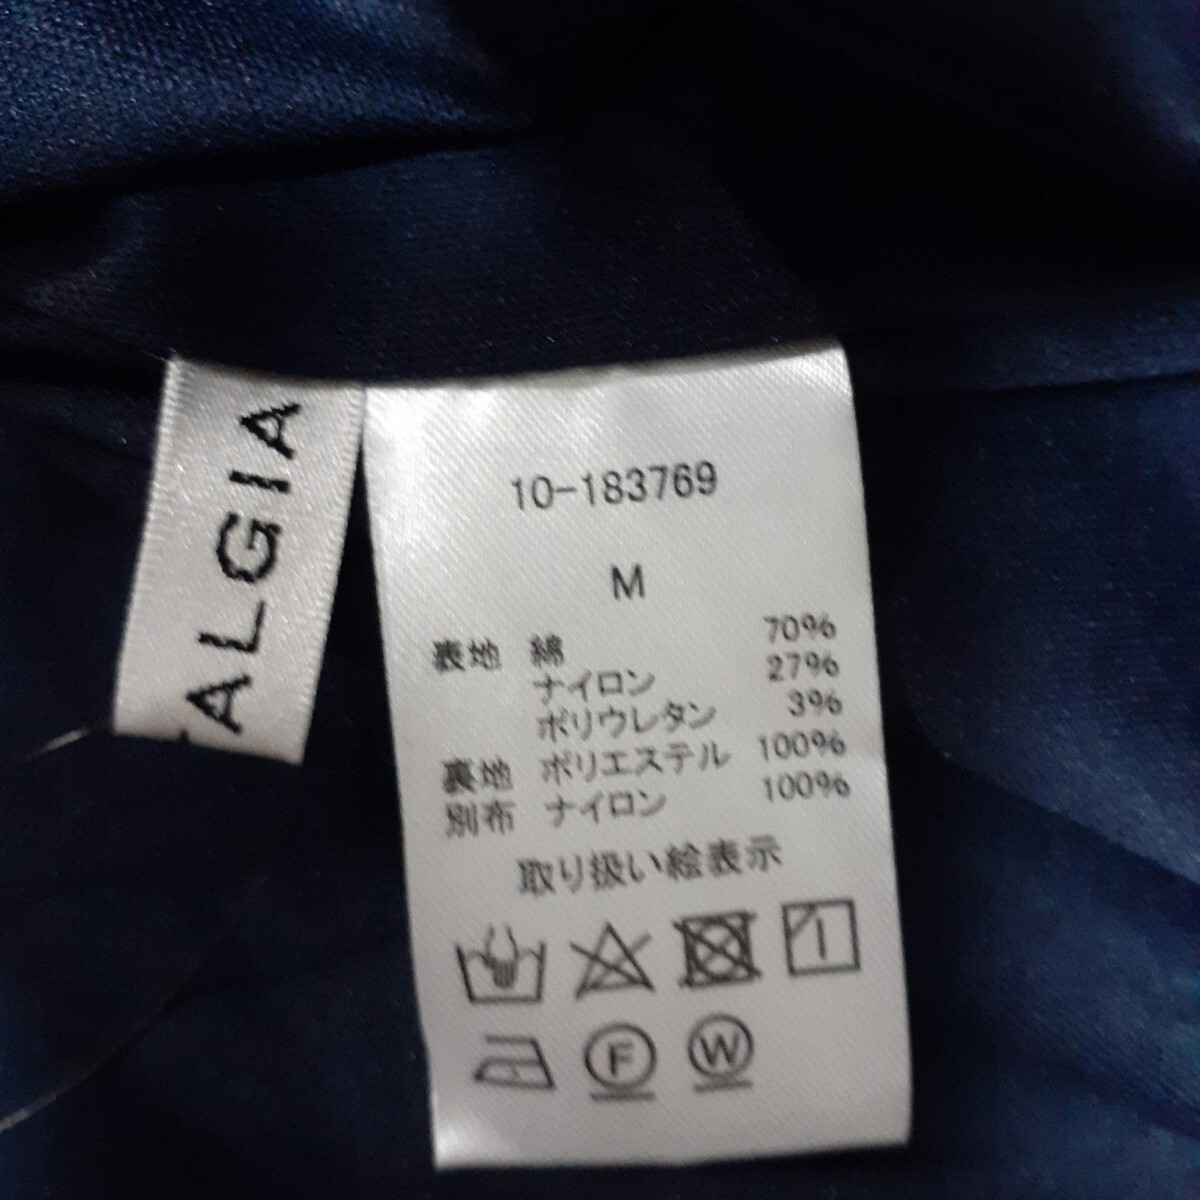 TALGIA
10-183769
M
表地 綿 70%
ナイロン 27%
ポリウレタン 3%
裏地 ポリエステル 100%
別布 ナイロン 100%
取り扱い絵表示
F W